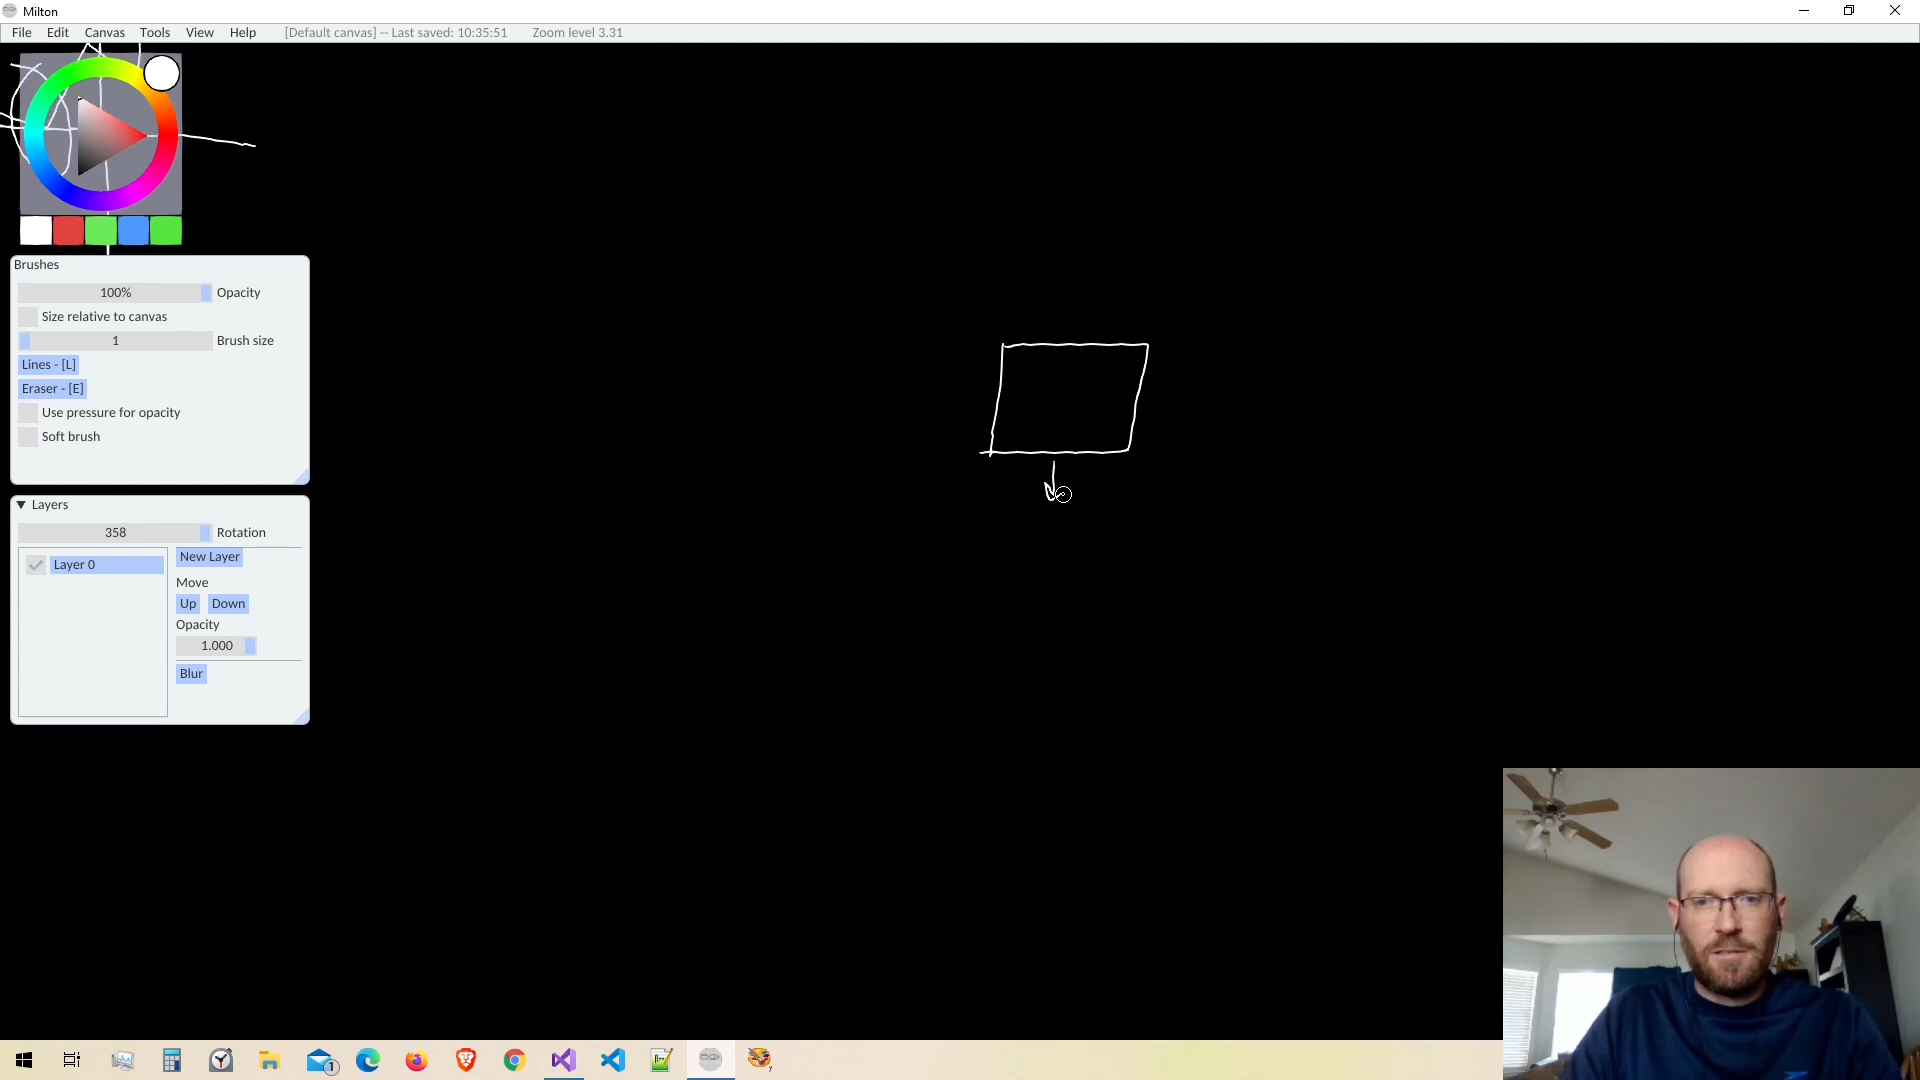 Milton
File Edit Canvas Tools View Help [Default canvas] -- Last saved: 10:35:51 Zoom level 3.31
Brushes
100% Opacity
Size relative to canvas
1 Brush size
Lines - [L]
Eraser - [E]
Use pressure for opacity
Soft brush
Layers
358 Rotation
Layer 0
New Layer
Move
Up Down
Opacity
1.000
Blur
1